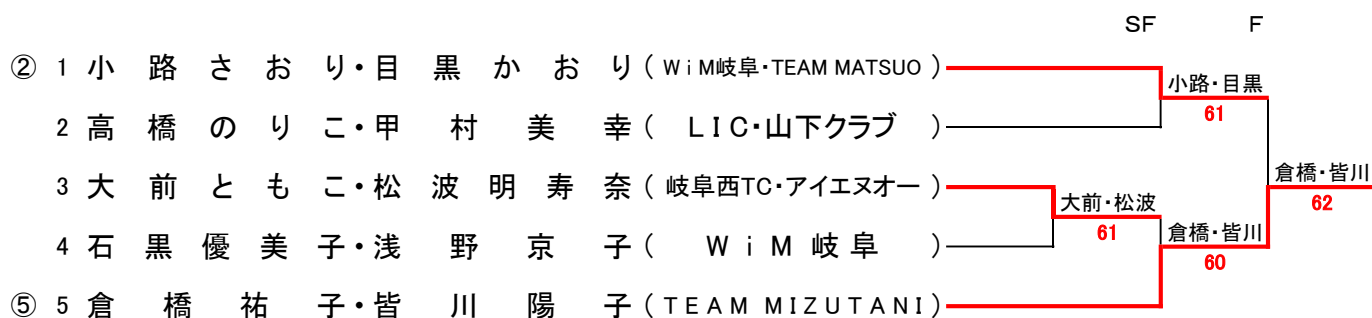 SF F
② 1 小路さおり・目黒かおり ( WiM岐阜・TEAM MATSUO )
小路・目黒
61
2 高橋のりこ・甲村美幸 ( LIC・山下クラブ )
3 大前ともこ・松波明寿奈 ( 岐阜西TC・アイエヌオー )
倉橋・皆川
62
大前・松波
61
4 石黒優美子・浅野京子 ( WiM岐阜 )
倉橋・皆川
60
⑤ 5 倉橋祐子・皆川陽子 ( TEAM MIZUTANI )